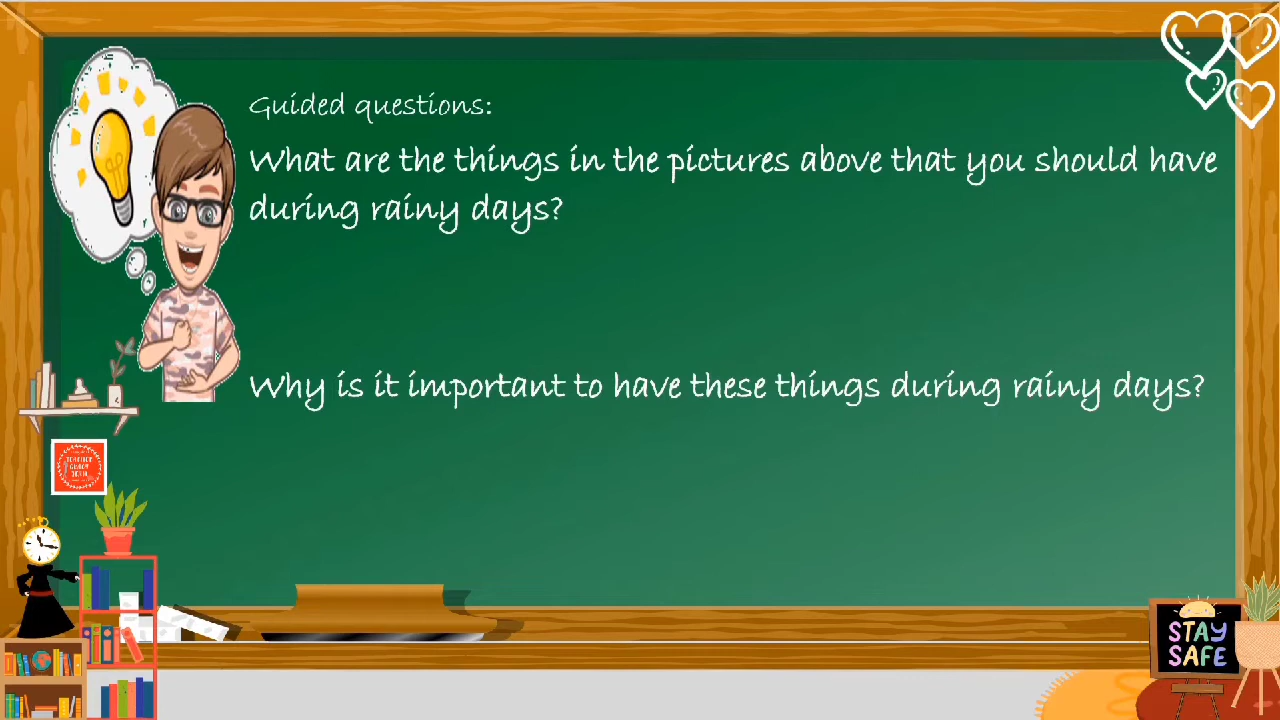 Guided questions:
What are the things in the pictures above that you should have
during rainy days?
Why is it important to have these things during rainy days?
STAY
SAFE